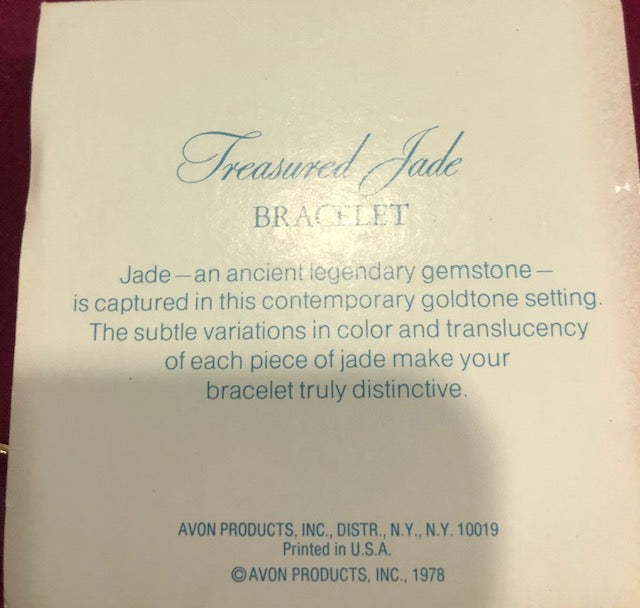 Treasured Jade
BRACELET
Jade—an ancient legendary gemstone—
is captured in this contemporary goldtone setting.
The subtle variations in color and translucency
of each piece of jade make your
bracelet truly distinctive.
AVON PRODUCTS, INC., DISTR., N.Y., N.Y. 10019
Printed in U.S.A.
©AVON PRODUCTS, INC., 1978